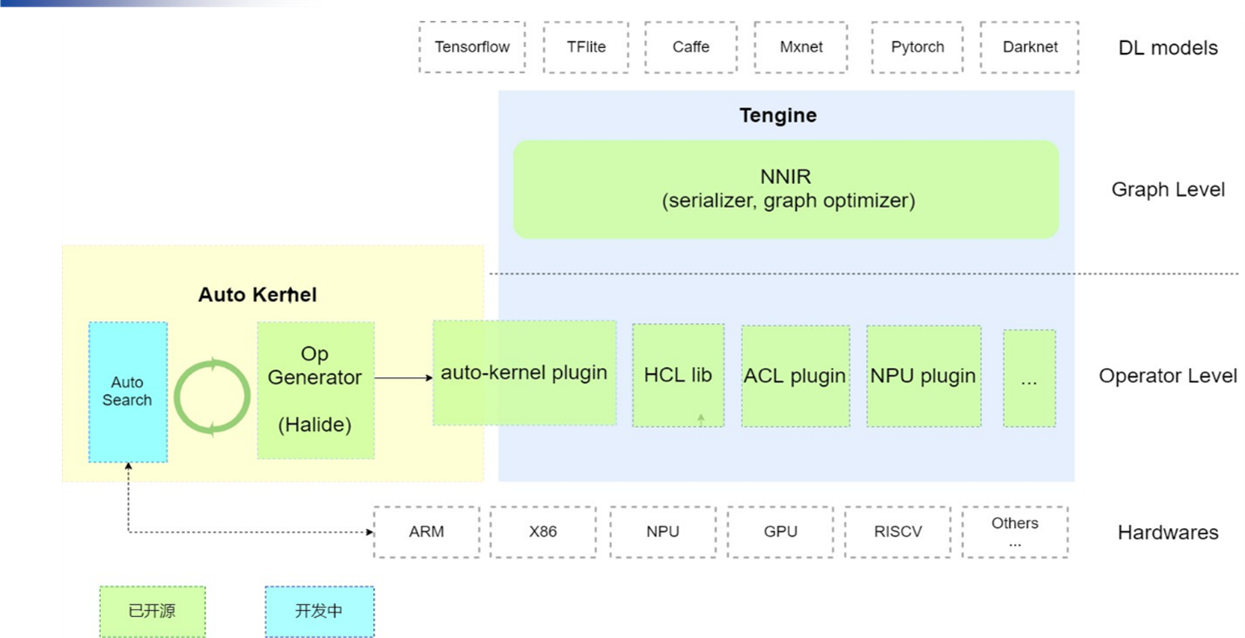 Tensorflow
TFlite
Caffe
Mxnet
Pytorch
Darknet
DL models
Tengine
NNIR
(serializer, graph optimizer)
Graph Level
Auto Kernel
Auto
Search
Op
Generator
(Halide)
auto-kernel plugin
HCL lib
ACL plugin
NPU plugin
...
Operator Level
ARM
X86
NPU
GPU
RISCV
Others
...
Hardwares
已开源
开发中